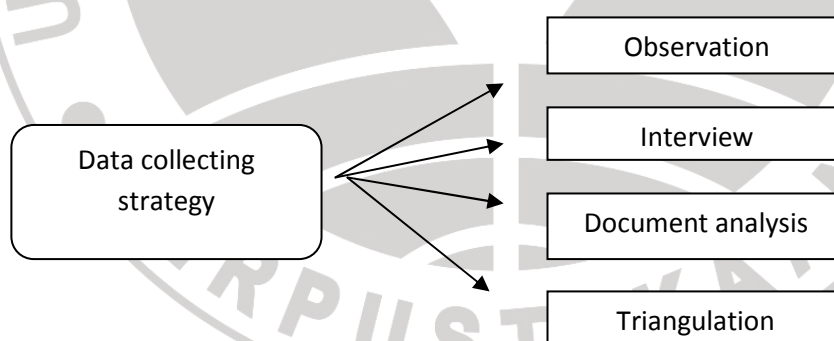 Observation
Interview
Data collecting
strategy
Document analysis
Triangulation